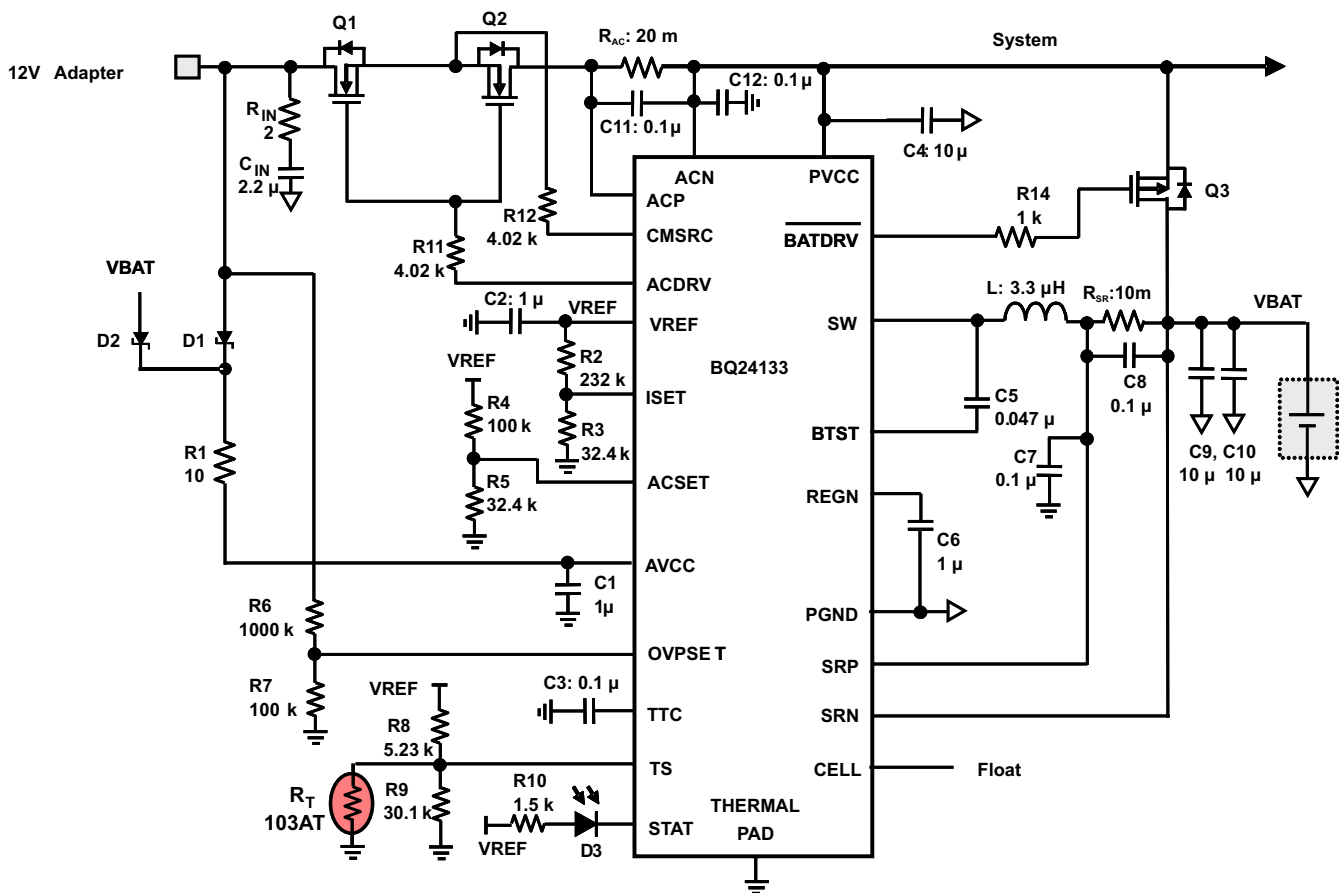 Q1
Q2
R_AC: 20 m
System
12V Adapter
C12: 0.1 µ
R_IN
2
C11: 0.1 µ
C4: 10 µ
C_IN
2.2 µ
ACN
PVCC
ACP
R12
4.02 k
R14
1 k
Q3
CMSRC
BATDRV
R11
4.02 k
VBAT
ACDRV
C2: 1 µ
VREF
L: 3.3 µH
R_SR:10m
VBAT
VREF
SW
D2
D1
VREF
R2
232 k
BQ24133
C8
0.1 µ
ISET
R4
100 k
C5
0.047 µ
R3
32.4 k
BTST
R1
10
C7
0.1 µ
C9, C10
10 µ 10 µ
ACSET
R5
32.4 k
REGN
C6
1 µ
AVCC
C1
1µ
R6
1000 k
PGND
OVPSET
SRP
R7
100 k
C3: 0.1 µ
VREF
TTC
SRN
R8
5.23 k
TS
CELL
Float
R_T
103AT
R9
30.1 k
R10
1.5 k
THERMAL
PAD
STAT
VREF
D3